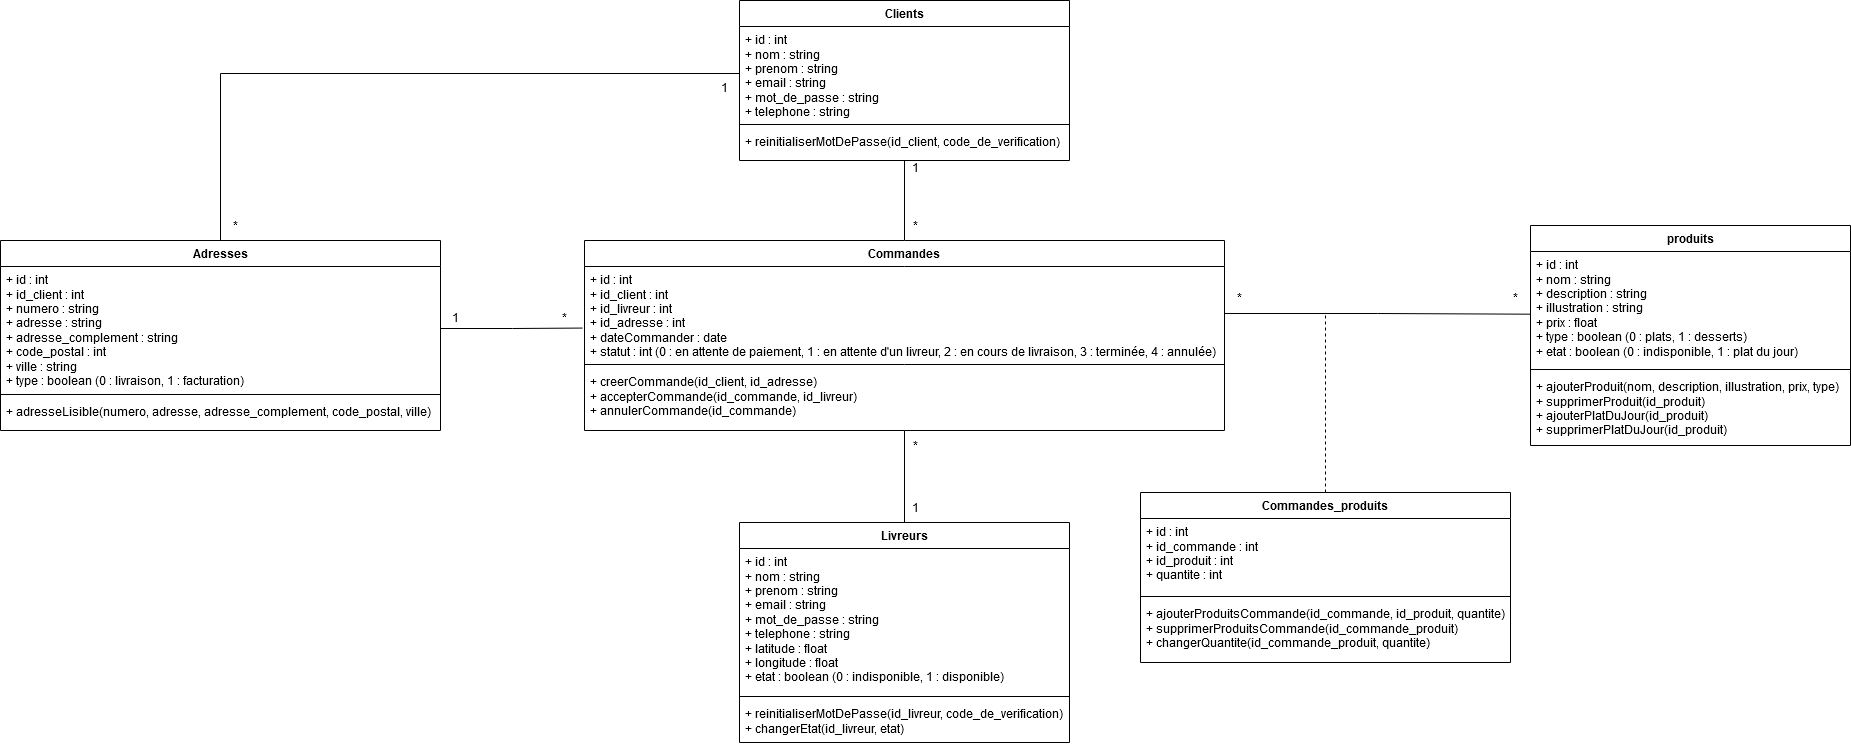 Clients
+ id : int
+ nom : string
+ prenom : string
+ email : string
+ mot_de_passe : string
+ telephone : string
+ reinitialiserMotDePasse(id_client, code_de_verification)
1
*
1
*
Adresses
+ id : int
+ id_client : int
+ numero : string
+ adresse : string
+ adresse_complement : string
+ code_postal : int
+ ville : string
+ type : boolean (0 : livraison, 1 : facturation)
+ adresseLisible(numero, adresse, adresse_complement, code_postal, ville)
1
*
Commandes
+ id : int
+ id_client : int
+ id_livreur : int
+ id_adresse : int
+ dateCommander : date
+ statut : int (0 : en attente de paiement, 1 : en attente d'un livreur, 2 : en cours de livraison, 3 : terminée, 4 : annulée)
+ creerCommande(id_client, id_adresse)
+ accepterCommande(id_commande, id_livreur)
+ annulerCommande(id_commande)
*
*
produits
+ id : int
+ nom : string
+ description : string
+ illustration : string
+ prix : float
+ type : boolean (0 : plats, 1 : desserts)
+ etat : boolean (0 : indisponible, 1 : plat du jour)
+ ajouterProduit(nom, description, illustration, prix, type)
+ supprimerProduit(id_produit)
+ ajouterPlatDuJour(id_produit)
+ supprimerPlatDuJour(id_produit)
*
1
Livreurs
+ id : int
+ nom : string
+ prenom : string
+ email : string
+ mot_de_passe : string
+ telephone : string
+ latitude : float
+ longitude : float
+ etat : boolean (0 : indisponible, 1 : disponible)
+ reinitialiserMotDePasse(id_livreur, code_de_verification)
+ changerEtat(id_livreur, etat)
Commandes_produits
+ id : int
+ id_commande : int
+ id_produit : int
+ quantite : int
+ ajouterProduitsCommande(id_commande, id_produit, quantite)
+ supprimerProduitsCommande(id_commande_produit)
+ changerQuantite(id_commande_produit, quantite)